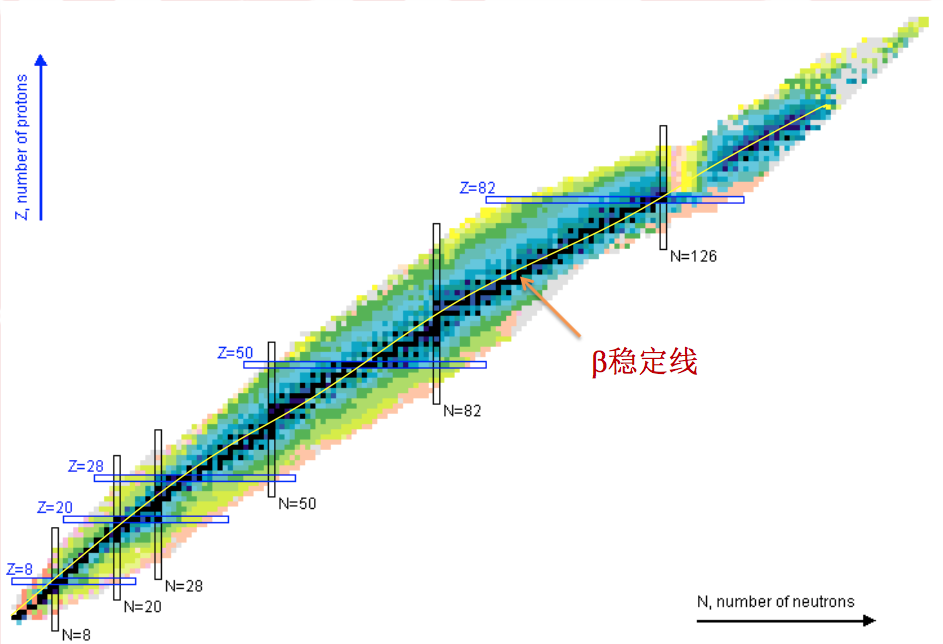 Z, number of protons
Z=82
N=126
β稳定线
Z=50
N=82
Z=28
N=50
Z=20
Z=8
N=28
N=20
N=8
N, number of neutrons